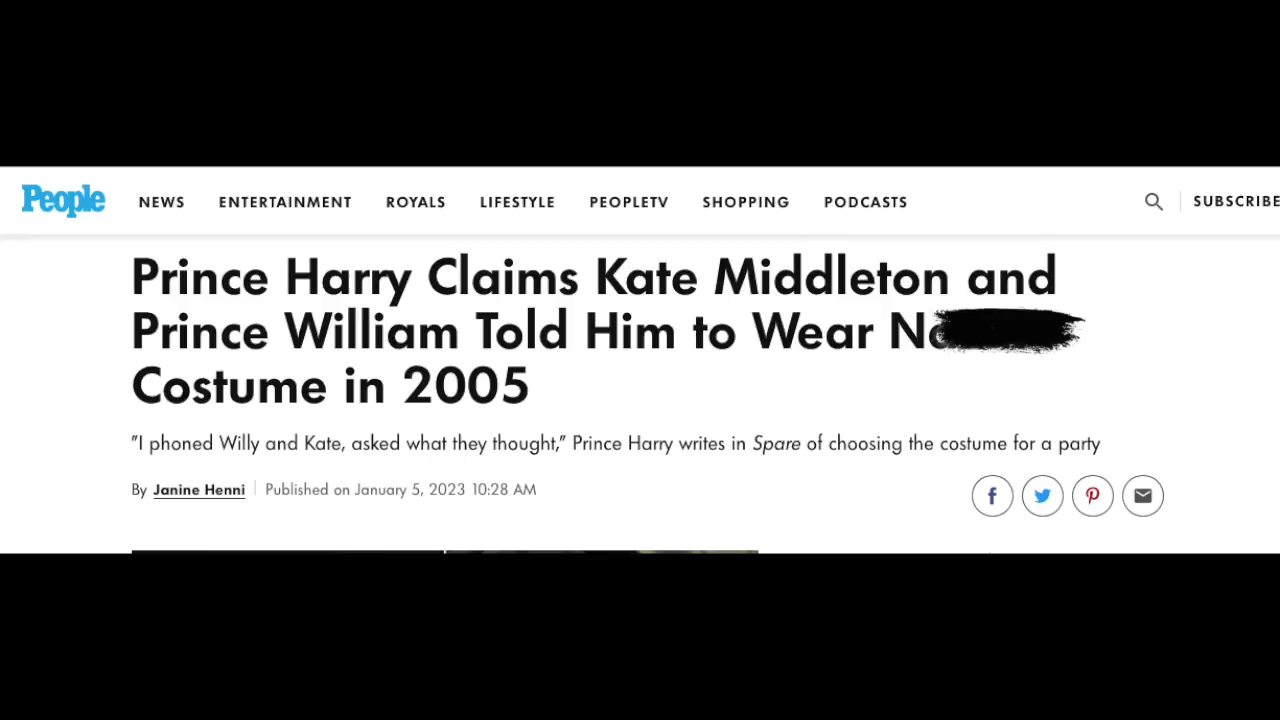 People NEWS ENTERTAINMENT ROYALS LIFESTYLE PEOPLETV SHOPPING PODCASTS SUBSCRIBE
Prince Harry Claims Kate Middleton and
Prince William Told Him to Wear
Costume in 2005
"I phoned Willy and Kate, asked what they thought," Prince Harry writes in Spare of choosing the costume for a party
By Janine Henni Published on January 5, 2023 10:28 AM